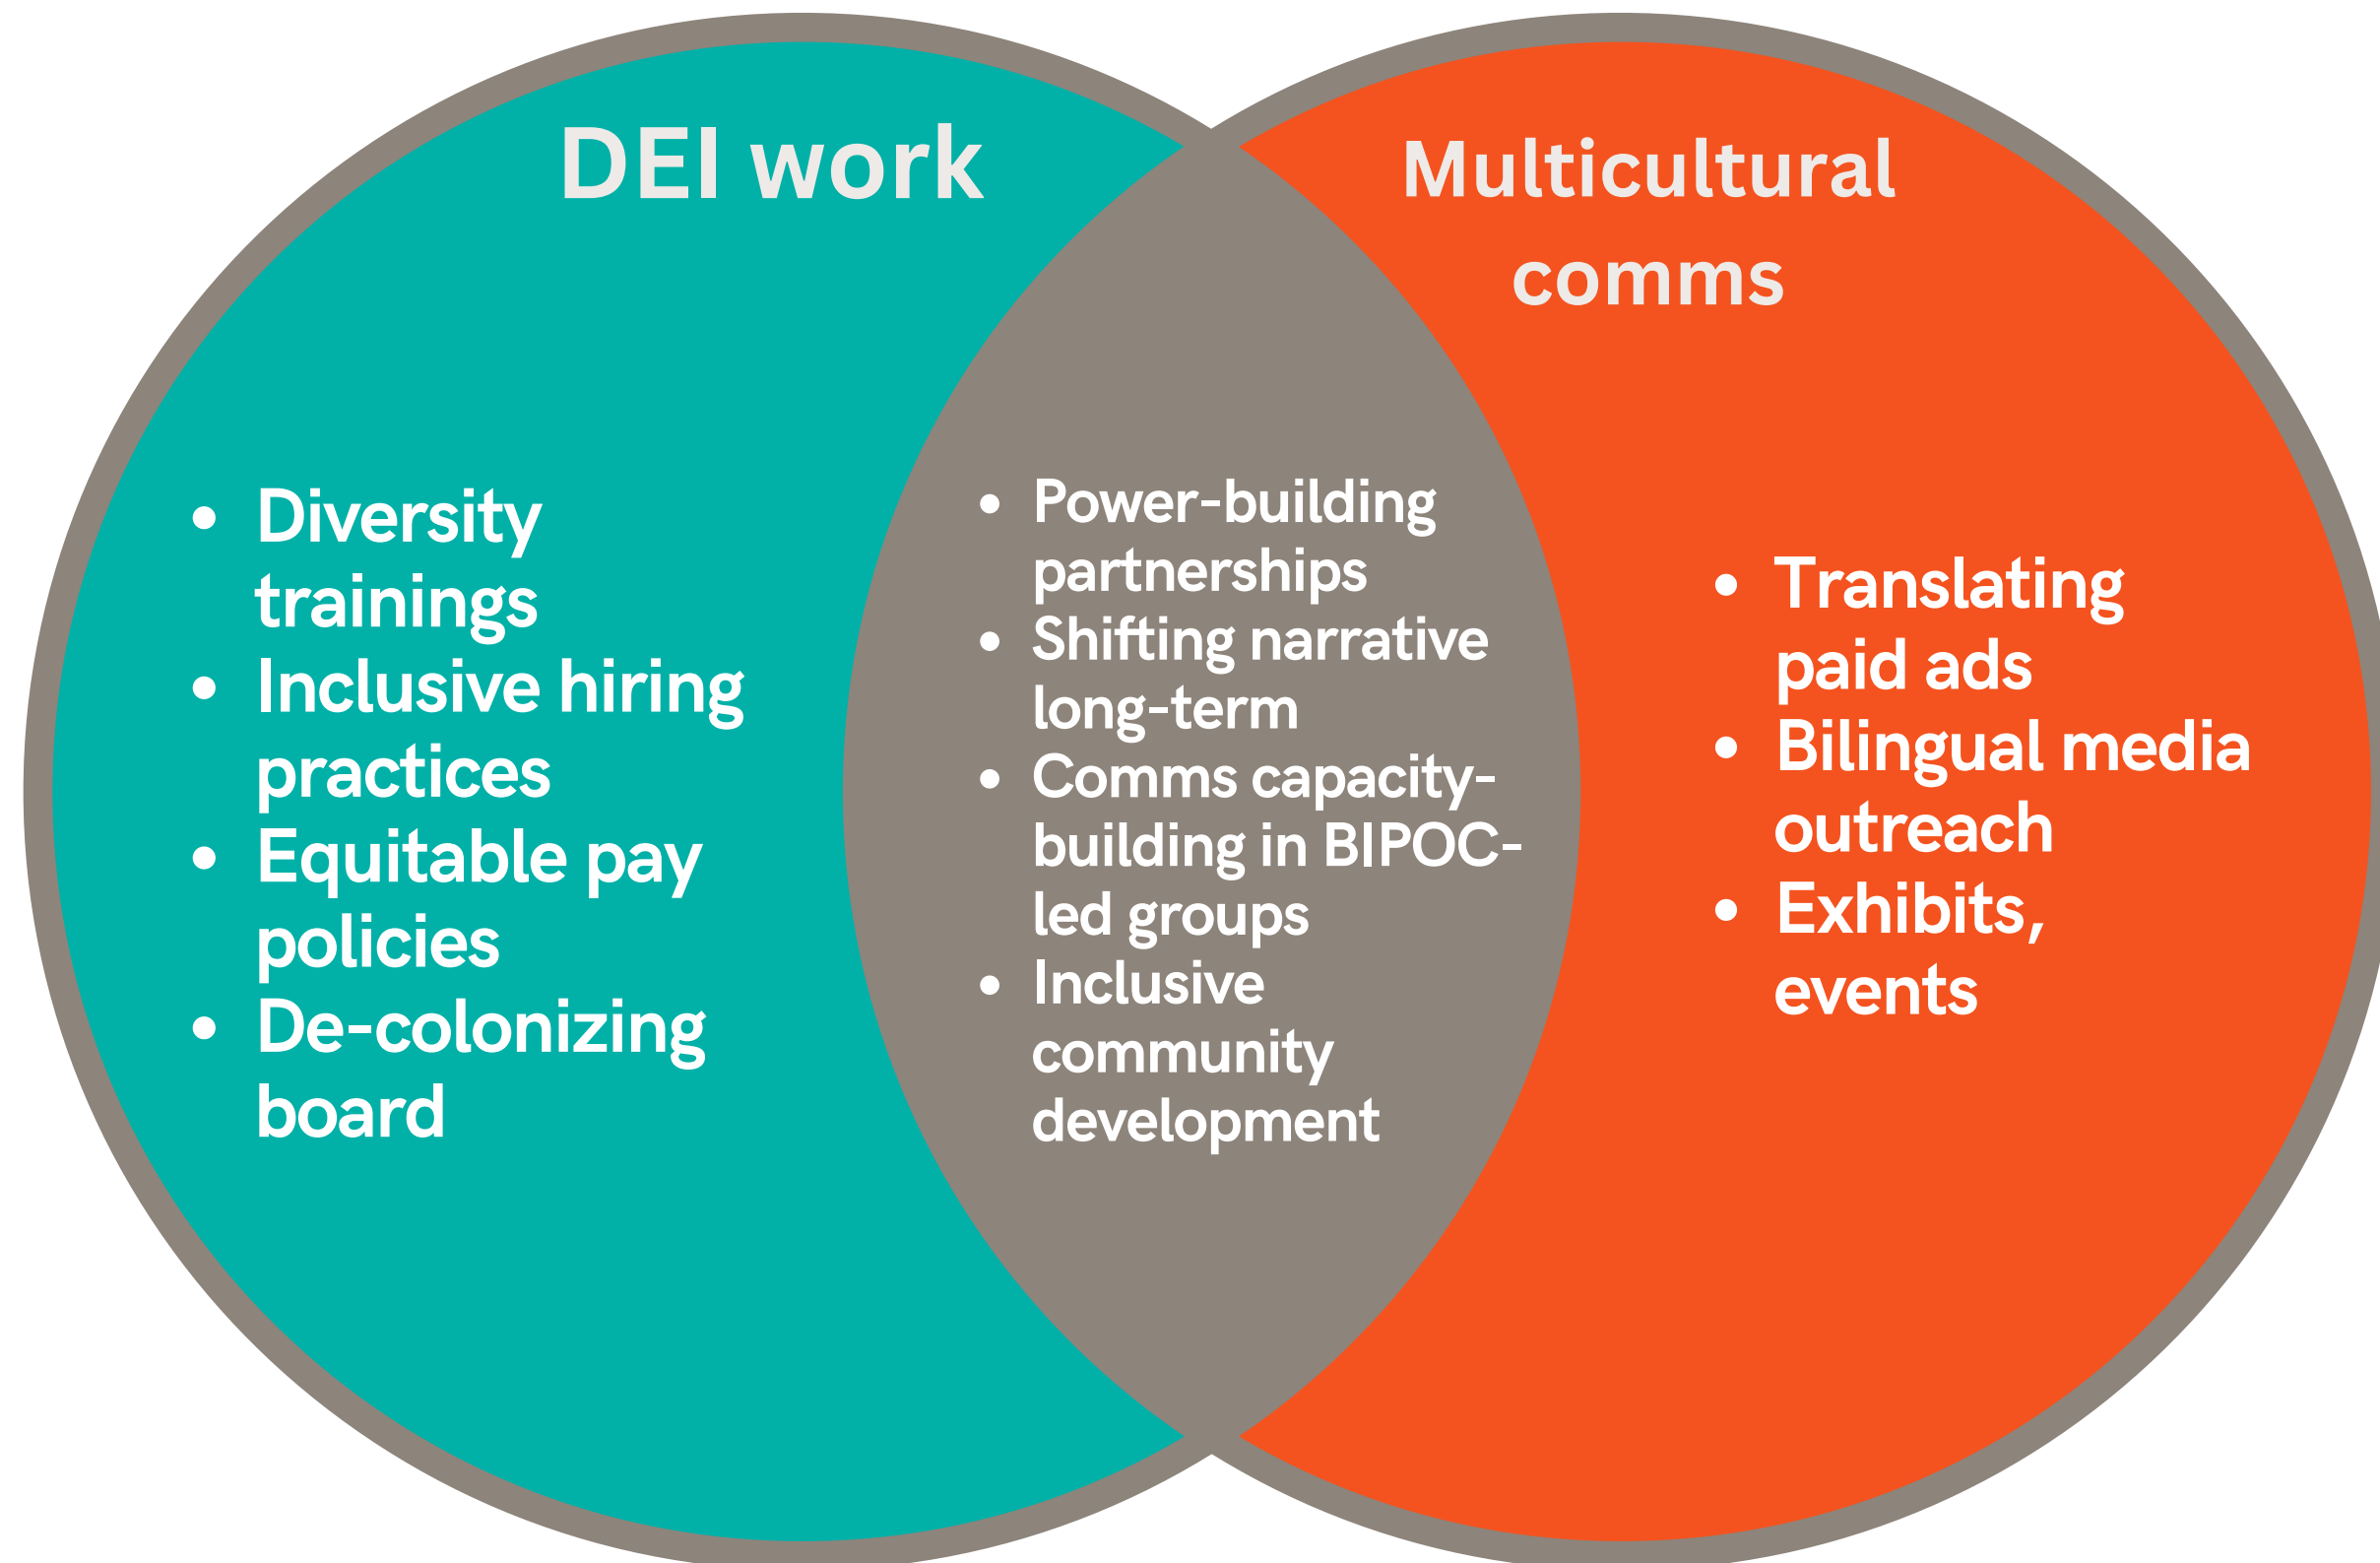 DEI work
• Diversity
trainings
• Inclusive hiring
practices
• Equitable pay
policies
• De-colonizing
board
• Power-building
partnerships
• Shifting narrative
long-term
• Comms capacity-
building in BIPOC-
led groups
• Inclusive
community
development
Multicultural
comms
• Translating
paid ads
• Bilingual media
outreach
• Exhibits,
events